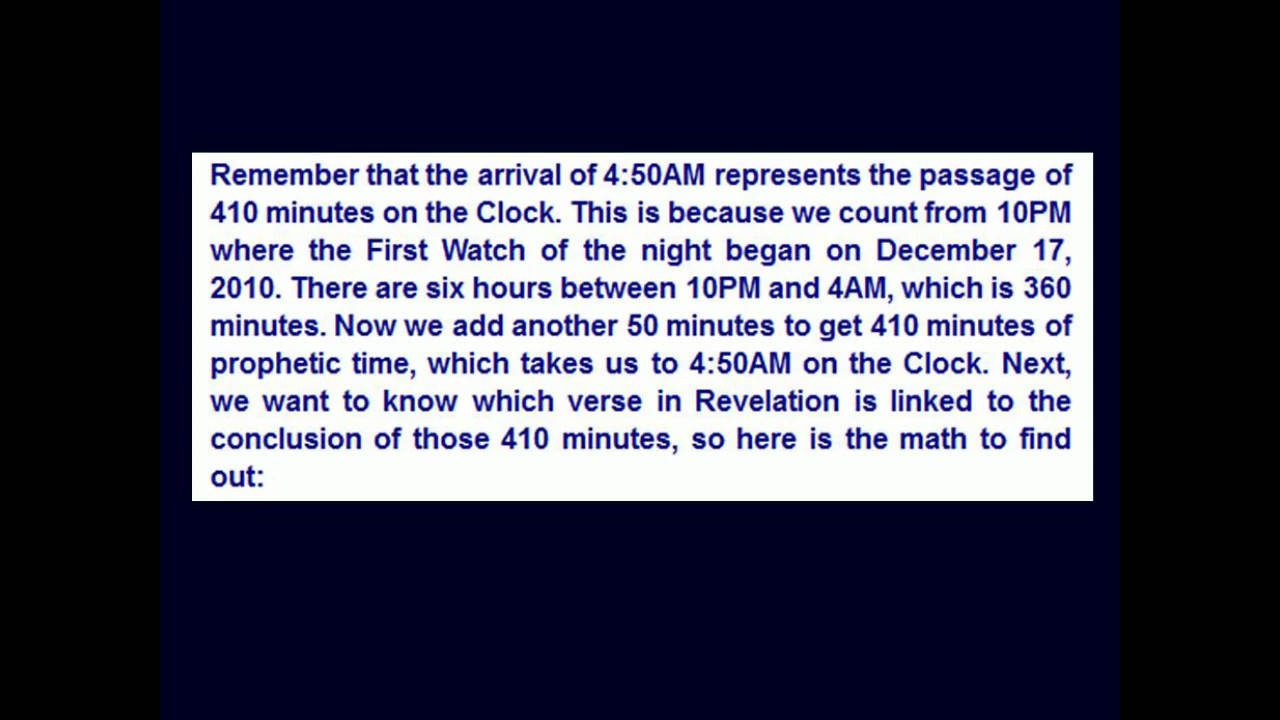 Remember that the arrival of 4:50AM represents the passage of
410 minutes on the Clock. This is because we count from 10PM
where the First Watch of the night began on December 17,
2010. There are six hours between 10PM and 4AM, which is 360
minutes. Now we add another 50 minutes to get 410 minutes of
prophetic time, which takes us to 4:50AM on the Clock. Next,
we want to know which verse in Revelation is linked to the
conclusion of those 410 minutes, so here is the math to find
out: